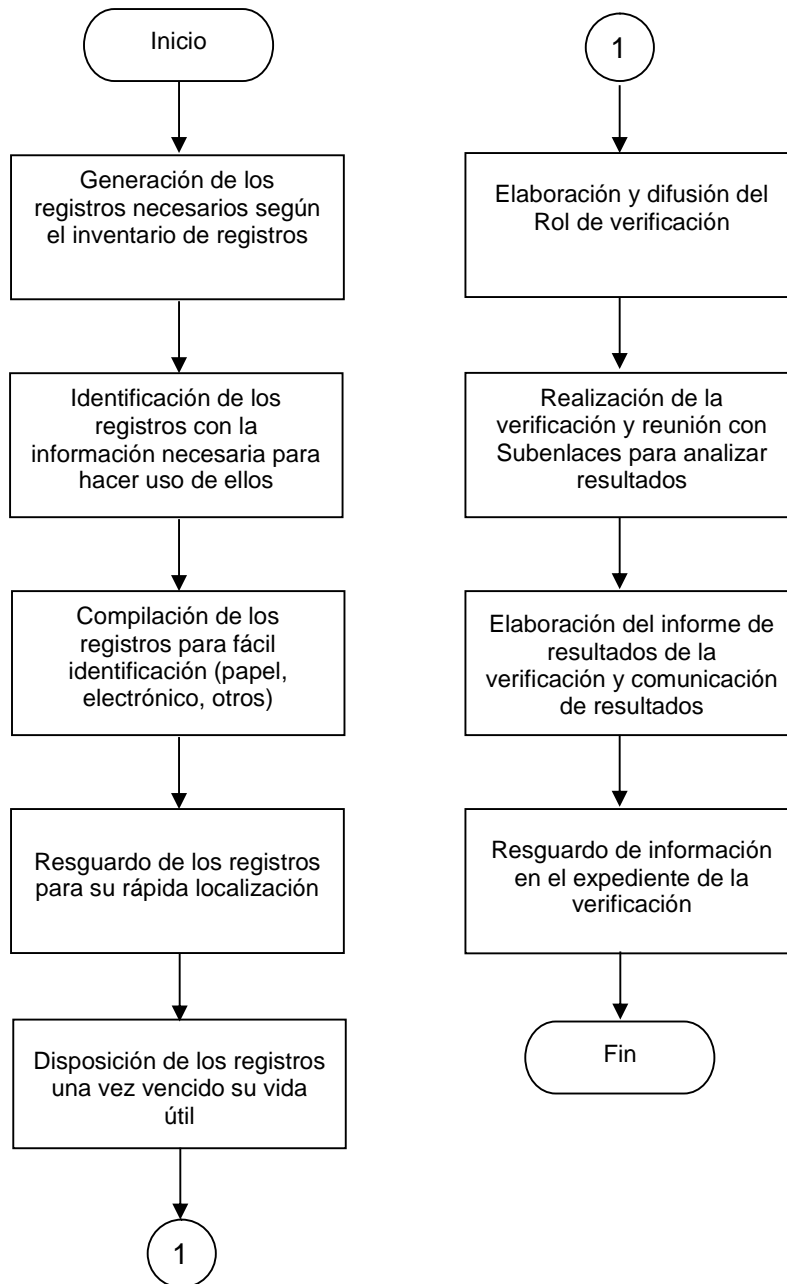 Inicio
Generación de los
registros necesarios según
el inventario de registros
Identificación de los
registros con la
información necesaria para
hacer uso de ellos
Compilación de los
registros para fácil
identificación (papel,
electrónico, otros)
Resguardo de los registros
para su rápida localización
Disposición de los registros
una vez vencido su vida
útil
1
1
Elaboración y difusión del
Rol de verificación
Realización de la
verificación y reunión con
Subenlaces para analizar
resultados
Elaboración del informe de
resultados de la
verificación y comunicación
de resultados
Resguardo de información
en el expediente de la
verificación
Fin